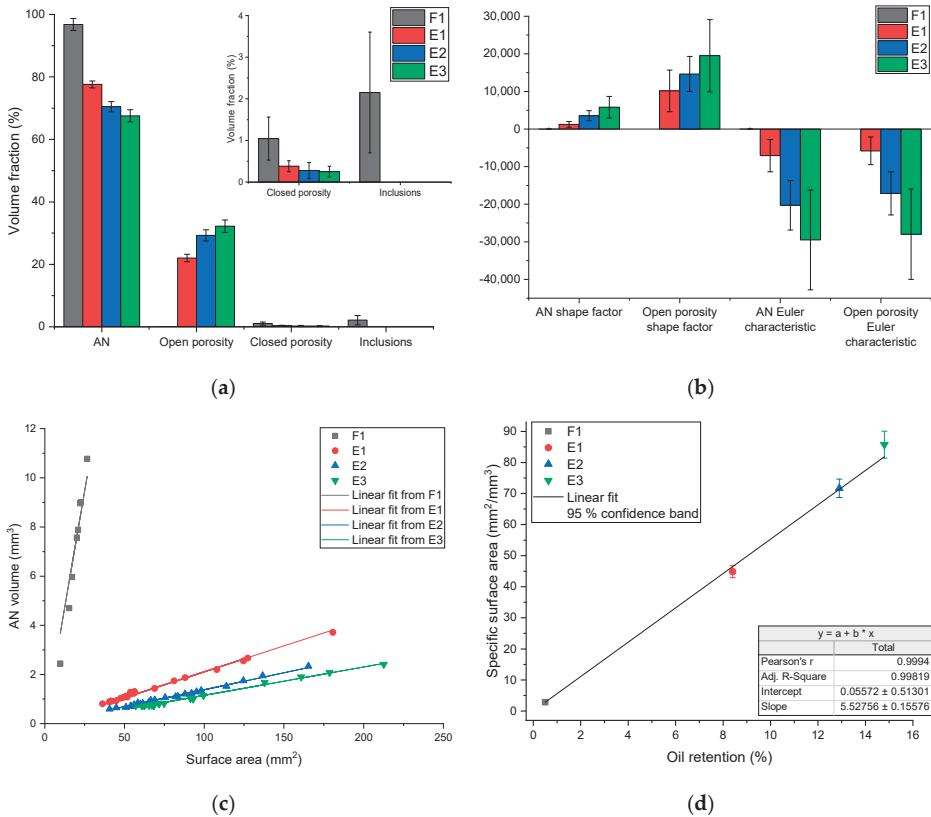 F1
E1
E2
E3
Volume fraction (%)
100
80
60
40
20
0
AN
Open porosity
Closed porosity
Inclusions
Volume fraction (%)
4
3
2
1
0
Closed porosity
Inclusions
(a)
F1
E1
E2
E3
30,000
20,000
10,000
0
-10,000
-20,000
-30,000
-40,000
AN shape factor
Open porosity
shape factor
AN Euler
characteristic
Open porosity
Euler
characteristic
(b)
AN volume (mm³)
12
10
8
6
4
2
0
F1
E1
E2
E3
Linear fit from F1
Linear fit from E1
Linear fit from E2
Linear fit from E3
0
50
100
150
200
250
Surface area (mm²)
(c)
Specific surface area (mm²/mm³)
90
80
70
60
50
40
30
20
10
0
F1
E1
E2
E3
Linear fit
95 % confidence band
y = a + b * x
Total
Pearson's r 0.9994
Adj. R-Square 0.99819
Intercept 0.05572 ± 0.51301
Slope 5.52756 ± 0.15576
0
2
4
6
8
10
12
14
16
Oil retention (%)
(d)